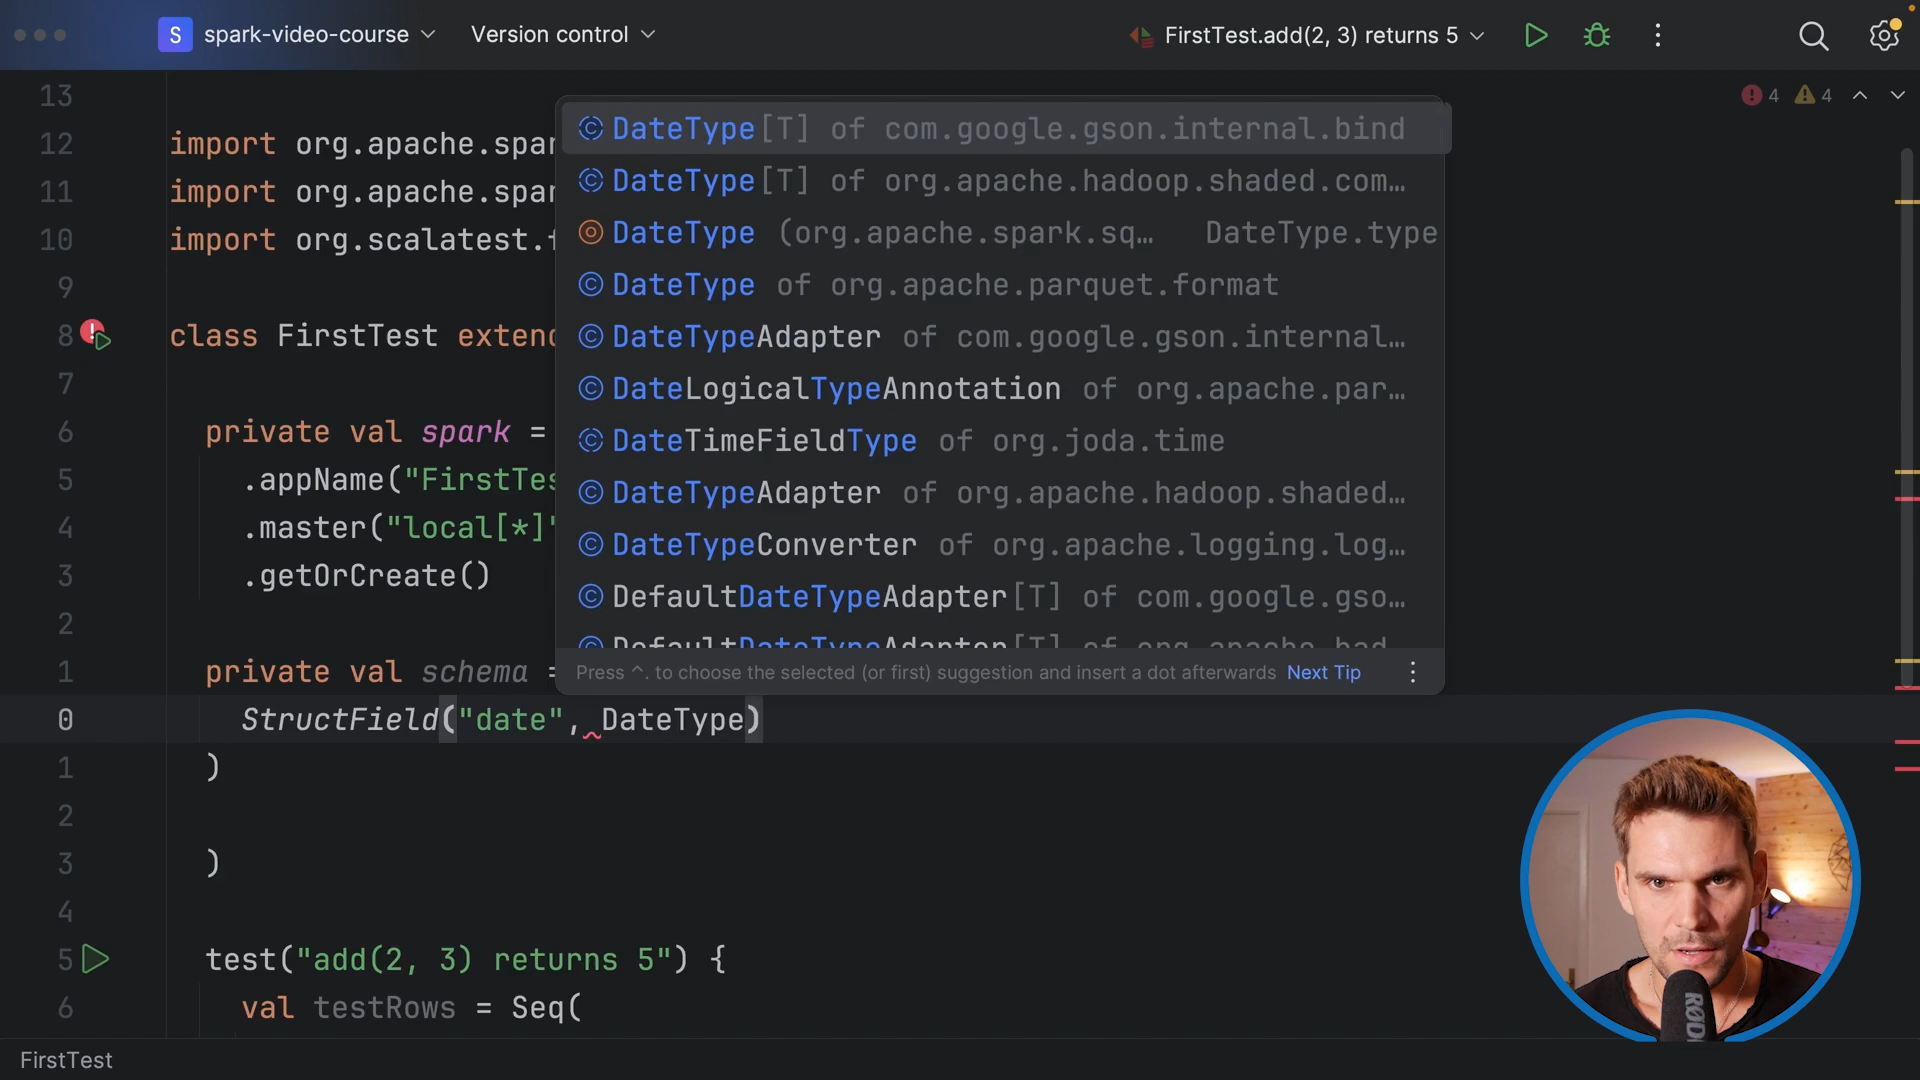 S spark-video-course Version control FirstTest.add(2, 3) returns 5
13
4 4
12 import org.apache.spar
11 import org.apache.spar
10 import org.scalatest.f
9
8 class FirstTest extend
7
6 private val spark =
5 .appName("FirstTes
4 .master("local[*]"
3 .getOrCreate()
2
1 private val schema =
0 StructField("date", DateType)
1 )
2
3 )
4
5 test("add(2, 3) returns 5") {
6 val testRows = Seq(
DateType[T] of com.google.gson.internal.bind
DateType[T] of org.apache.hadoop.shaded.com…
DateType (org.apache.spark.sq… DateType.type
DateType of org.apache.parquet.format
DateTypeAdapter of com.google.gson.internal…
DateLogicalTypeAnnotation of org.apache.par…
DateTimeFieldType of org.joda.time
DateTypeAdapter of org.apache.hadoop.shaded…
DateTypeConverter of org.apache.logging.log…
DefaultDateTypeAdapter[T] of com.google.gso…
DefaultDateTypeAdapter[T] of org.apache.had…
Press ^. to choose the selected (or first) suggestion and insert a dot afterwards Next Tip
RØD
FirstTest